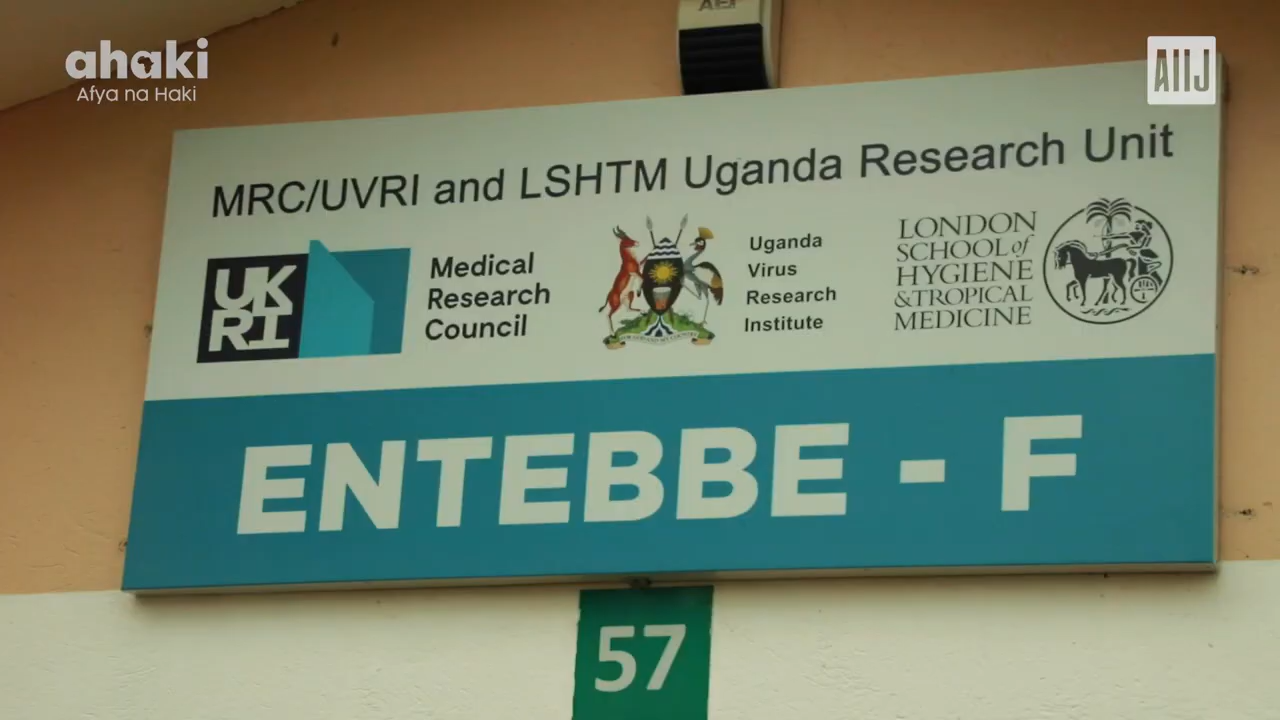 ahaki
Afya na Haki
AIIJ
MRC/UVRI and LSHTM Uganda Research Unit
UK
RI
Medical
Research
Council
Uganda
Virus
Research
Institute
LONDON
SCHOOL of
HYGIENE
& TROPICAL
MEDICINE
ENTEBBE - F
57